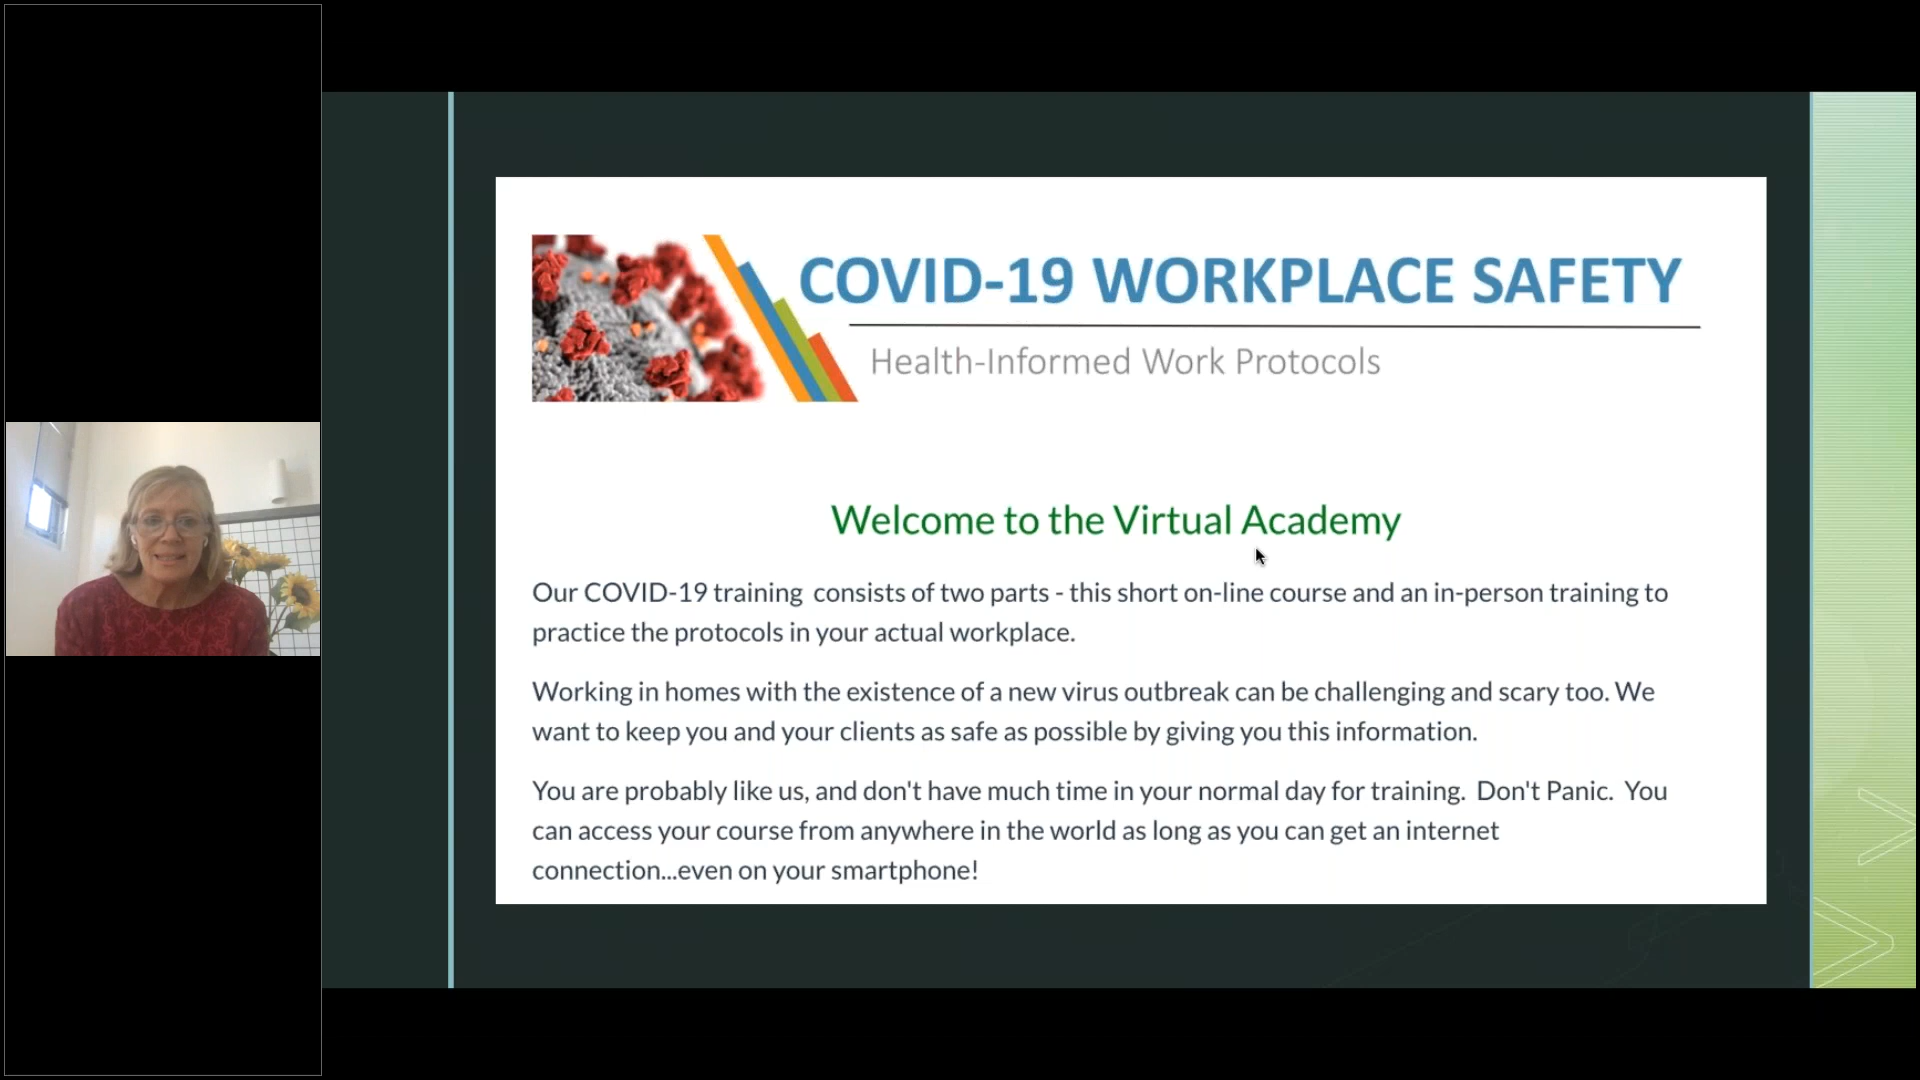 COVID-19 WORKPLACE SAFETY
Health-Informed Work Protocols
Welcome to the Virtual Academy
Our COVID-19 training  consists of two parts - this short on-line course and an in-person training to
practice the protocols in your actual workplace.
Working in homes with the existence of a new virus outbreak can be challenging and scary too. We
want to keep you and your clients as safe as possible by giving you this information.
You are probably like us, and don't have much time in your normal day for training.  Don't Panic.  You
can access your course from anywhere in the world as long as you can get an internet
connection...even on your smartphone!